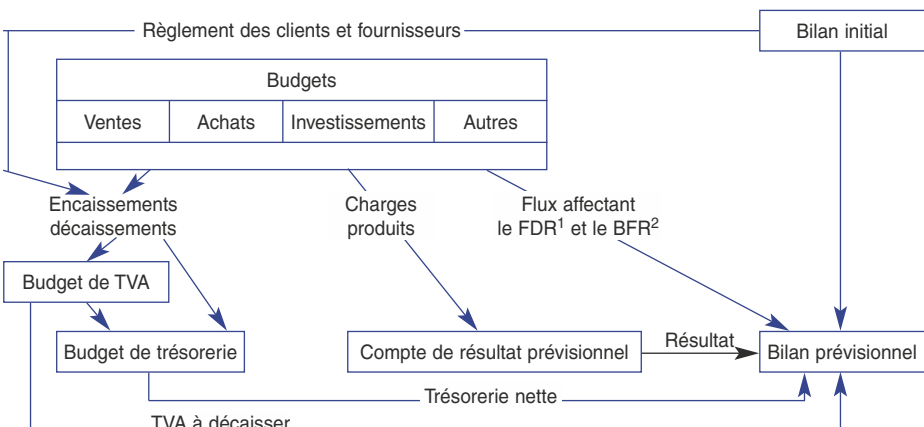 Règlement des clients et fournisseurs
Bilan initial
Budgets
Ventes
Achats
Investissements
Autres
Encaissements
décaissements
Charges
produits
Flux affectant
le FDR¹ et le BFR²
Budget de TVA
Budget de trésorerie
Compte de résultat prévisionnel
Résultat
Bilan prévisionnel
Trésorerie nette
TVA à décaisser